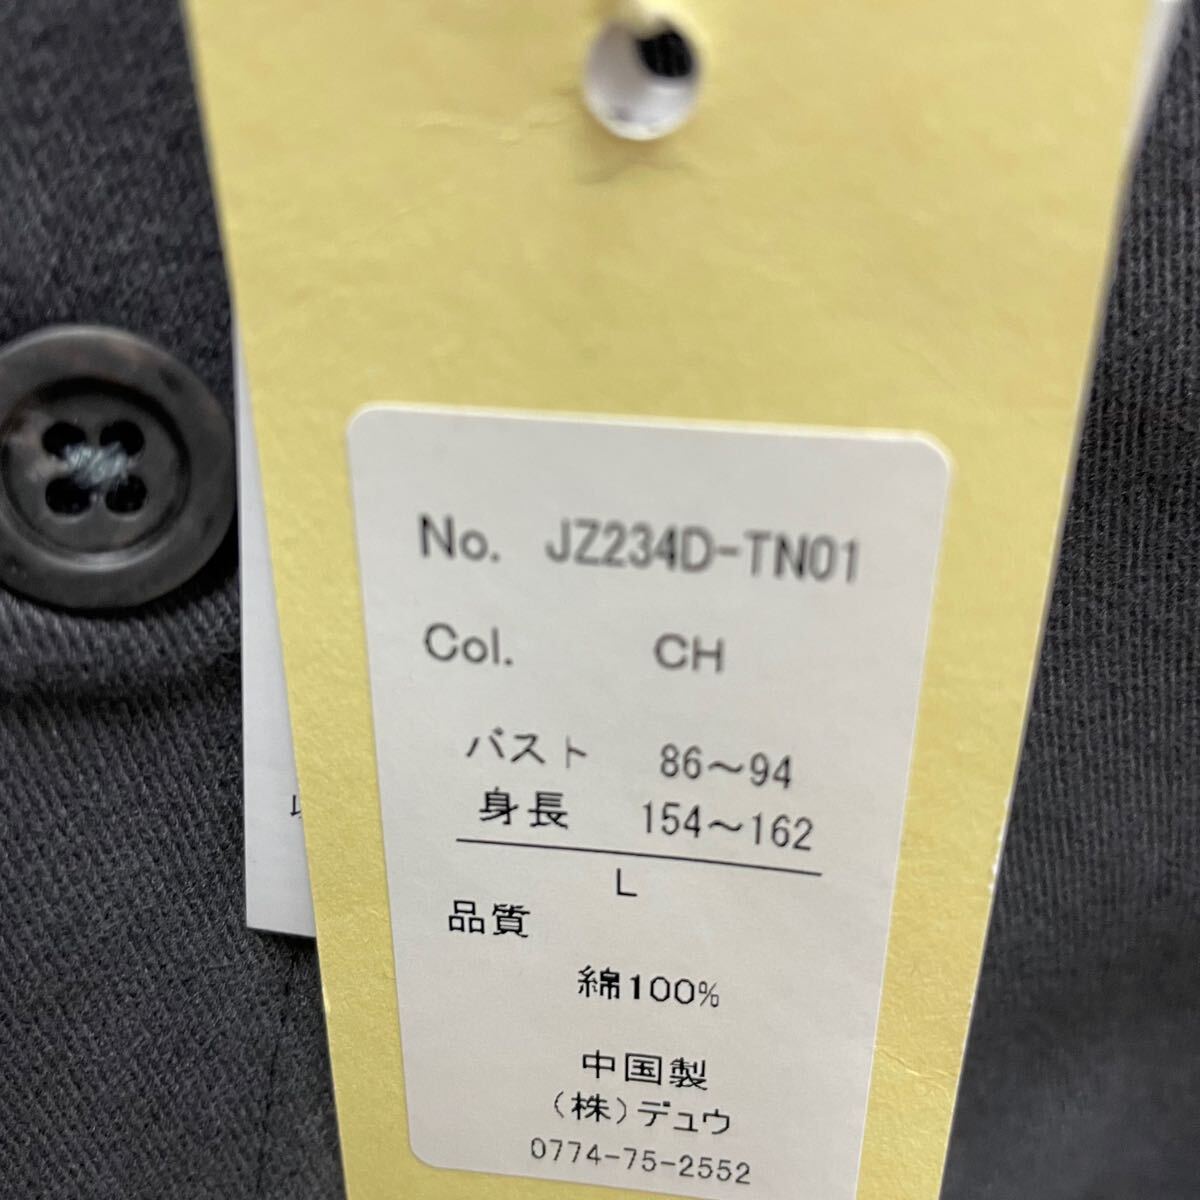 No. JZ234D-TN01
Col. CH
バスト 86～94
身長 154～162
L
品質
綿100%
中国製
(株)デュウ
0774-75-2552